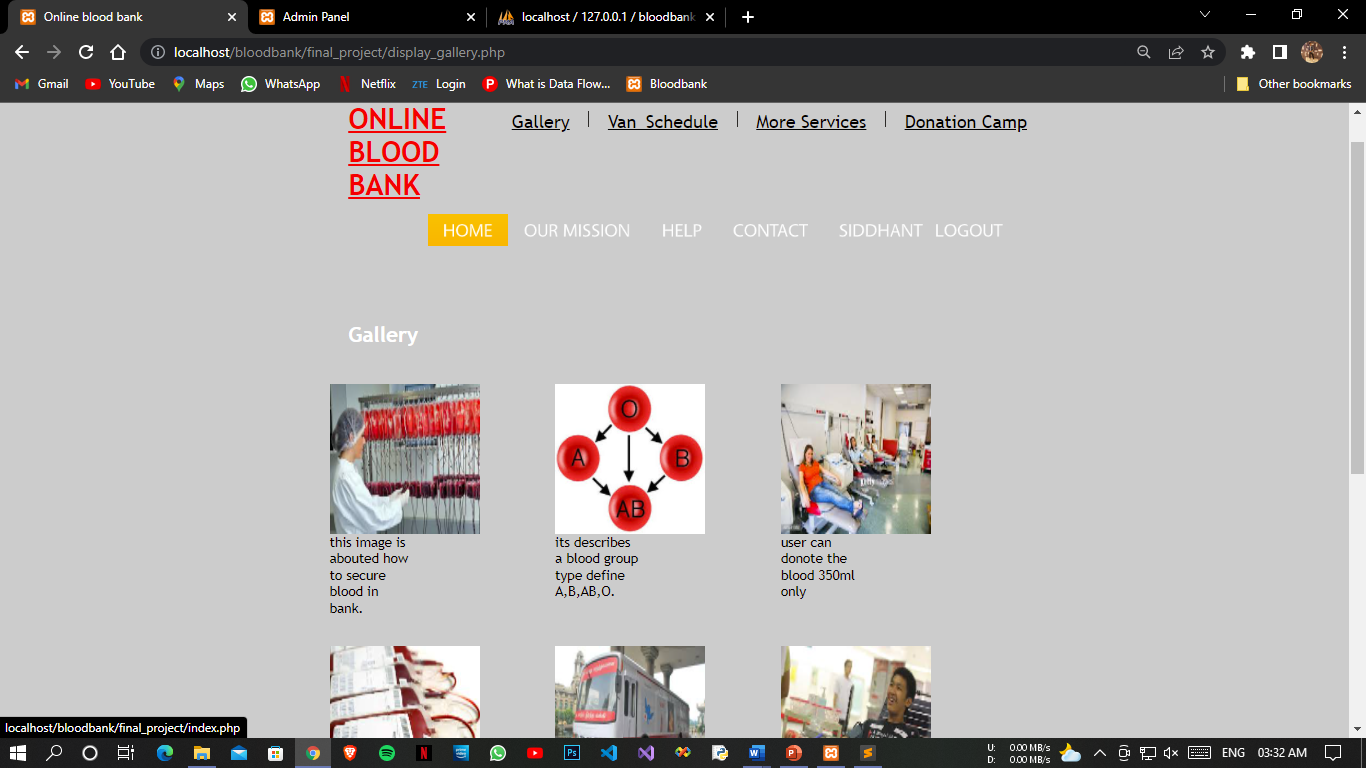 Online blood bank
Admin Panel
localhost / 127.0.0.1 / bloodbank
localhost/bloodbank/final_project/display_gallery.php
Gmail
YouTube
Maps
WhatsApp
Netflix
ZTE Login
What is Data Flow...
Bloodbank
Other bookmarks
ONLINE
BLOOD
BANK
Gallery
Van Schedule
More Services
Donation Camp
HOME
OUR MISSION
HELP
CONTACT
SIDDHANT
LOGOUT
Gallery
O
A
B
AB
this image is
abouted how
to secure
blood in
bank.
its describes
a blood group
type define
A,B,AB,O.
user can
donote the
blood 350ml
only
localhost/bloodbank/final_project/index.php
U: 0.00 MB/s
D: 0.00 MB/s
ENG
03:32 AM